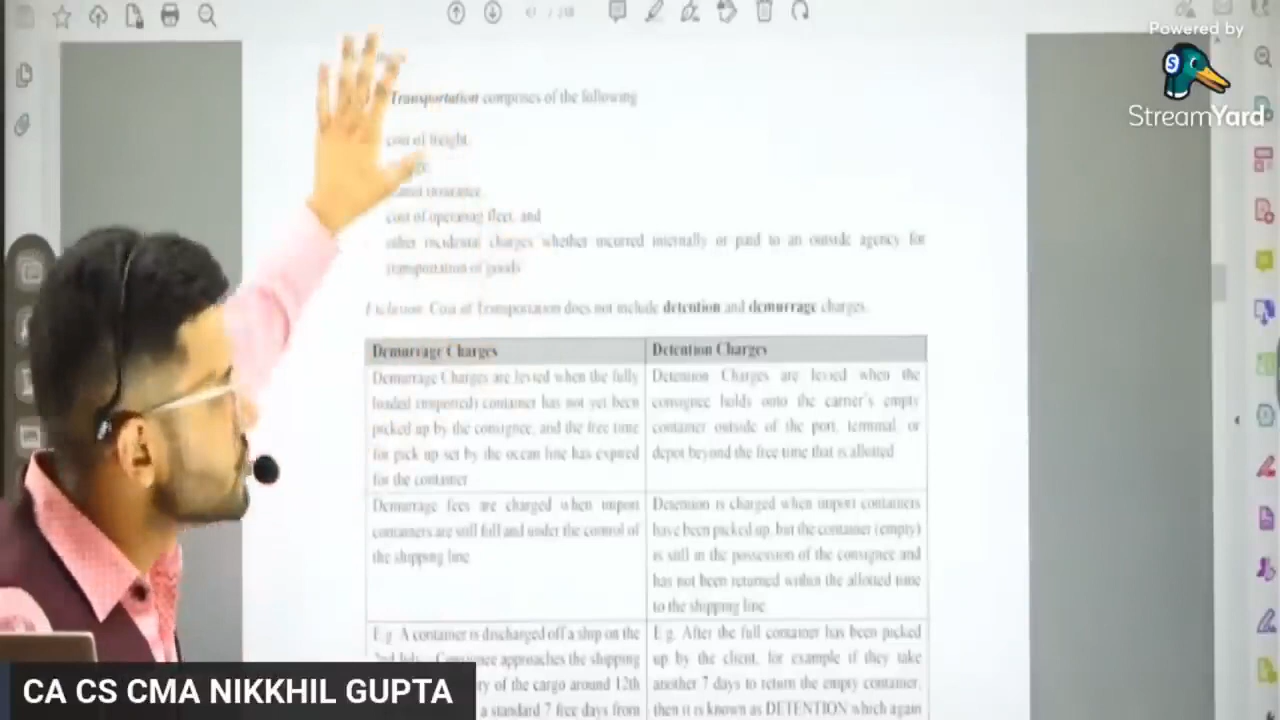 Powered by
StreamYard
Transportation comprises of the following
cost of freight,
cost of operating fleet, and
other incidental charges whether incurred internally or paid to an outside agency for
transportation of goods
Exclusion: Cost of Transportation does not include detention and demurrage charges.
Demurrage Charges
Demurrage Charges are levied when the fully
loaded (imported) container has not yet been
picked up by the consignee, and the free time
for pick up set by the ocean line has expired
for the container
Detention Charges
Detention Charges are levied when the
consignee holds onto the carrier's empty
container outside of the port, terminal, or
depot beyond the free time that is allotted
Demurrage fees are charged when import
containers are still full and under the control of
the shipping line
Detention is charged when import containers
have been picked up, but the container (empty)
is still in the possession of the consignee and
has not been returned within the allotted time
to the shipping line
E.g. A container is discharged off a ship on the
2nd July. Consignee approaches the shipping
of the cargo around 12th
a standard 7 free days from
E.g. After the full container has been picked
up by the client, for example if they take
another 7 days to return the empty container,
then it is known as DETENTION which again
CA CS CMA NIKKHIL GUPTA